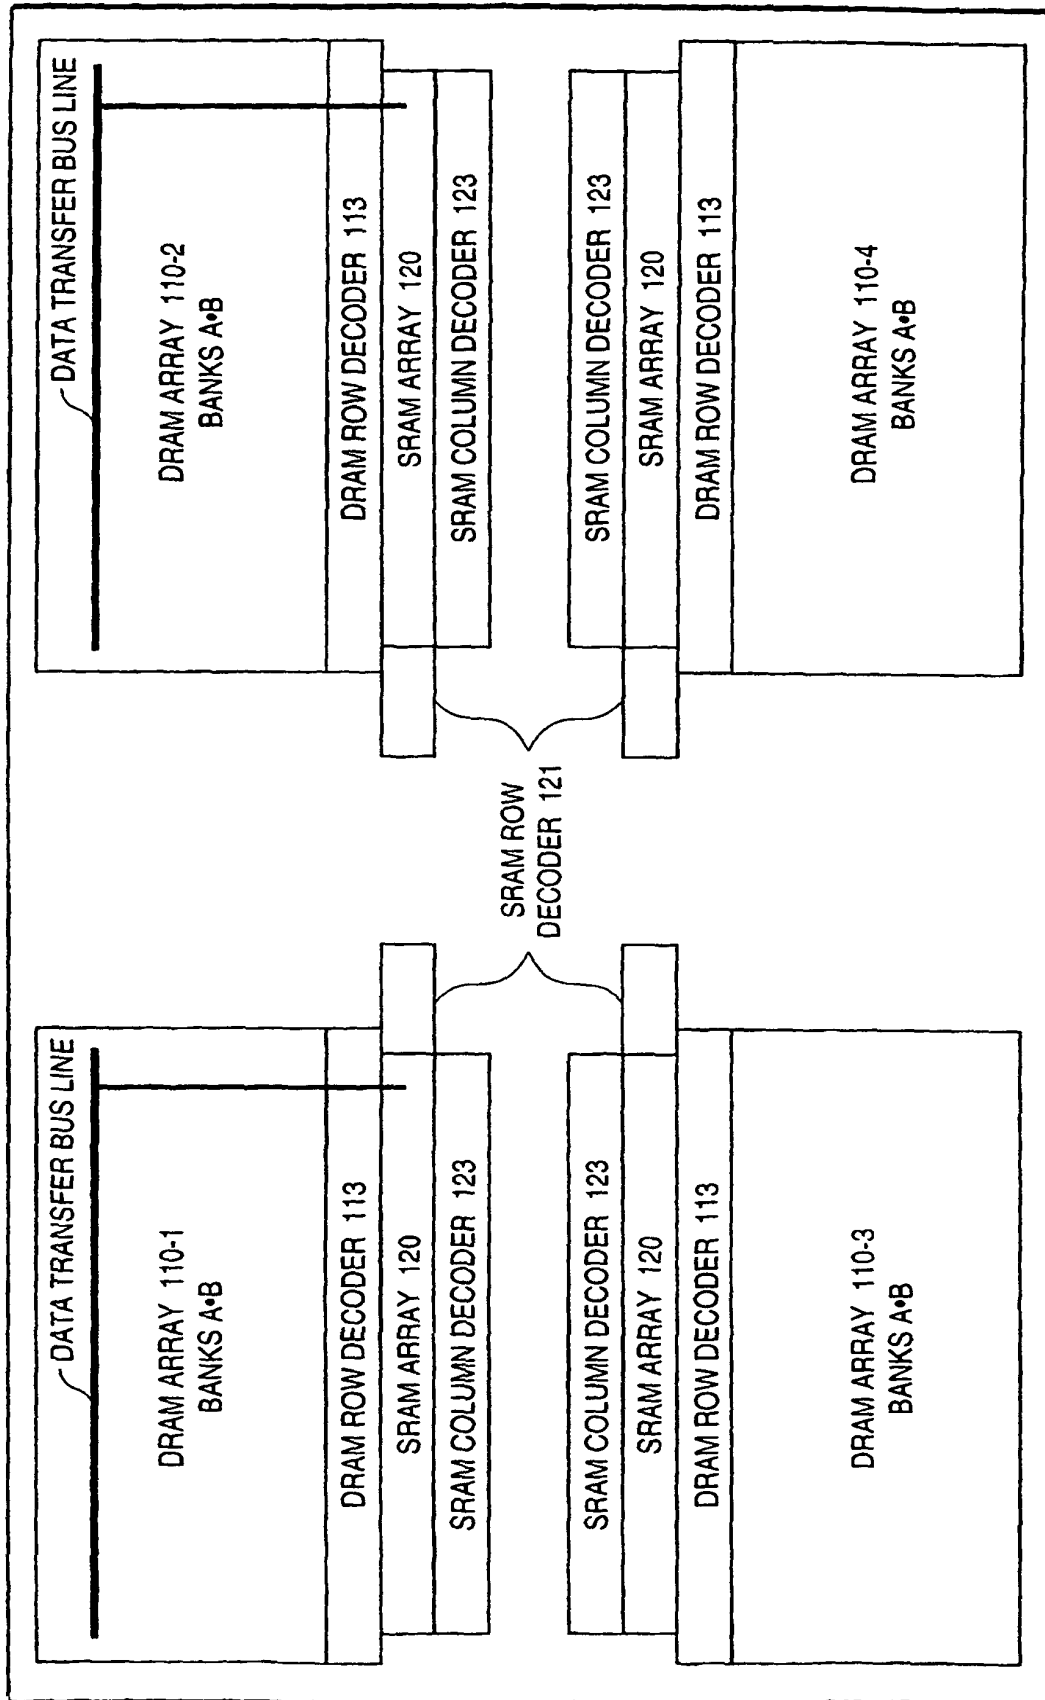 DATA TRANSFER BUS LINE
DRAM ARRAY 110-1
BANKS A•B
DRAM ROW DECODER 113
SRAM ARRAY 120
SRAM COLUMN DECODER 123
SRAM COLUMN DECODER 123
SRAM ARRAY 120
DRAM ROW DECODER 113
DRAM ARRAY 110-3
BANKS A•B
SRAM ROW
DECODER 121
DATA TRANSFER BUS LINE
DRAM ARRAY 110-2
BANKS A•B
DRAM ROW DECODER 113
SRAM ARRAY 120
SRAM COLUMN DECODER 123
SRAM COLUMN DECODER 123
SRAM ARRAY 120
DRAM ROW DECODER 113
DRAM ARRAY 110-4
BANKS A•B